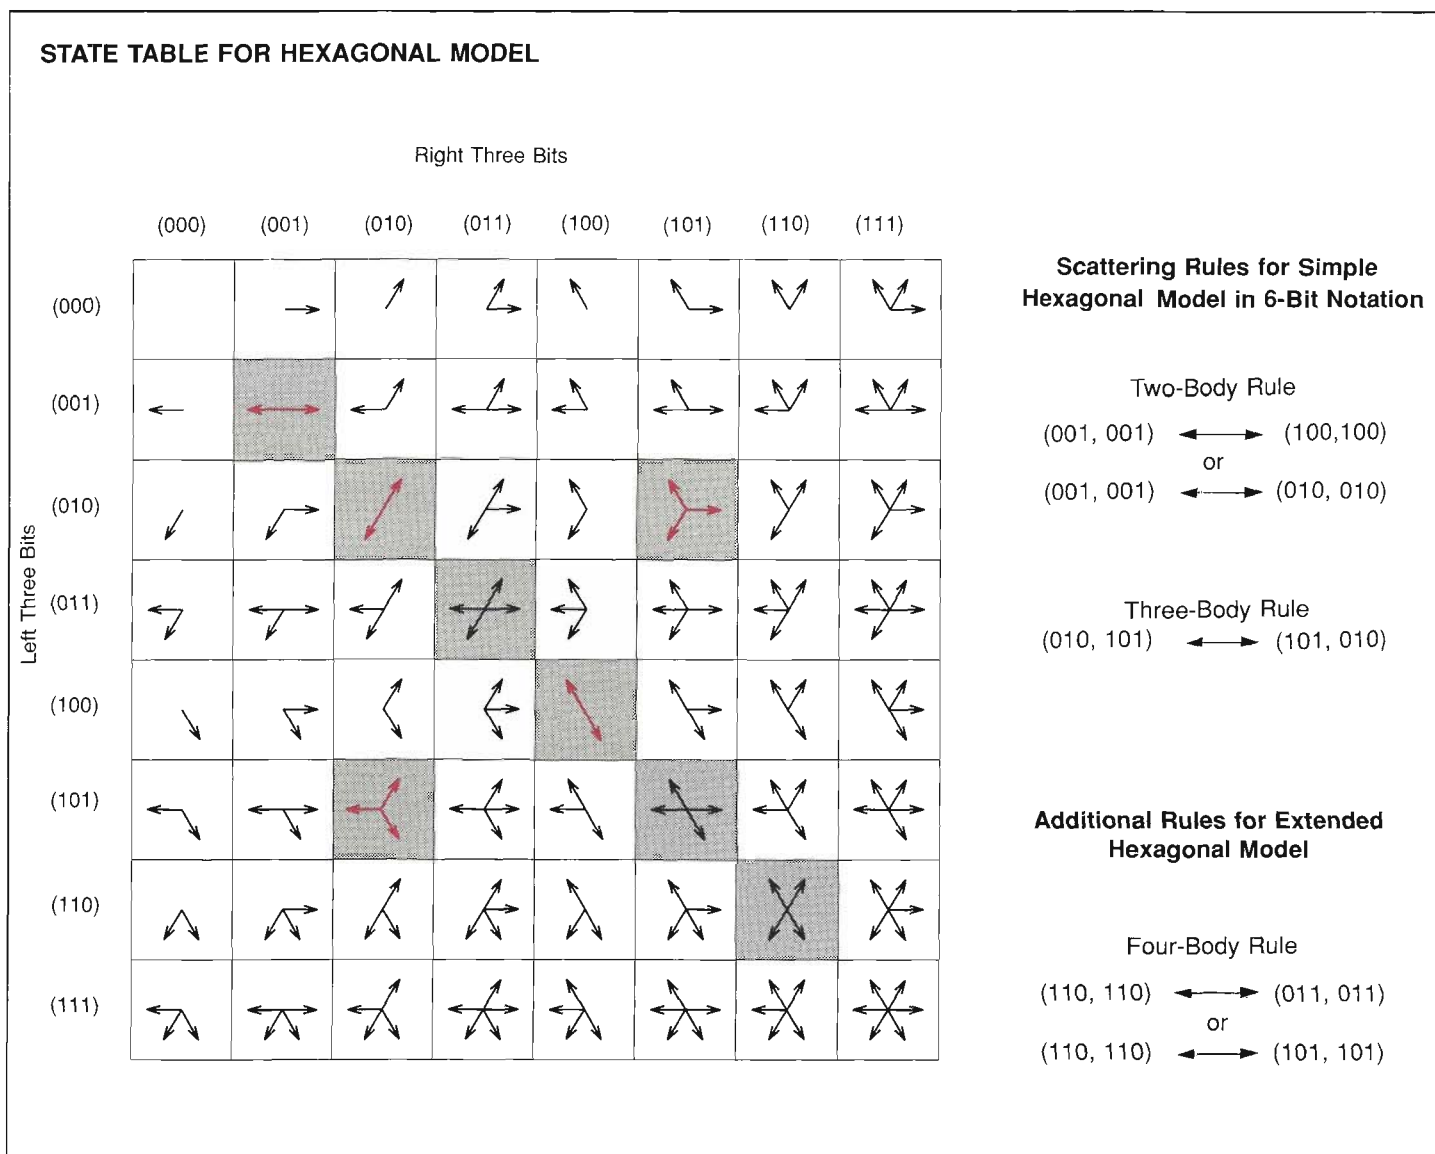 STATE TABLE FOR HEXAGONAL MODEL
Right Three Bits
(000) (001) (010) (011) (100) (101) (110) (111)
Left Three Bits
(000)
(001)
(010)
(011)
(100)
(101)
(110)
(111)
Scattering Rules for Simple
Hexagonal Model in 6-Bit Notation
Two-Body Rule
(001, 001) ⟷ (100,100)
or
(001, 001) ⟷ (010, 010)
Three-Body Rule
(010, 101) ⟷ (101, 010)
Additional Rules for Extended
Hexagonal Model
Four-Body Rule
(110, 110) ⟷ (011, 011)
or
(110, 110) ⟷ (101, 101)